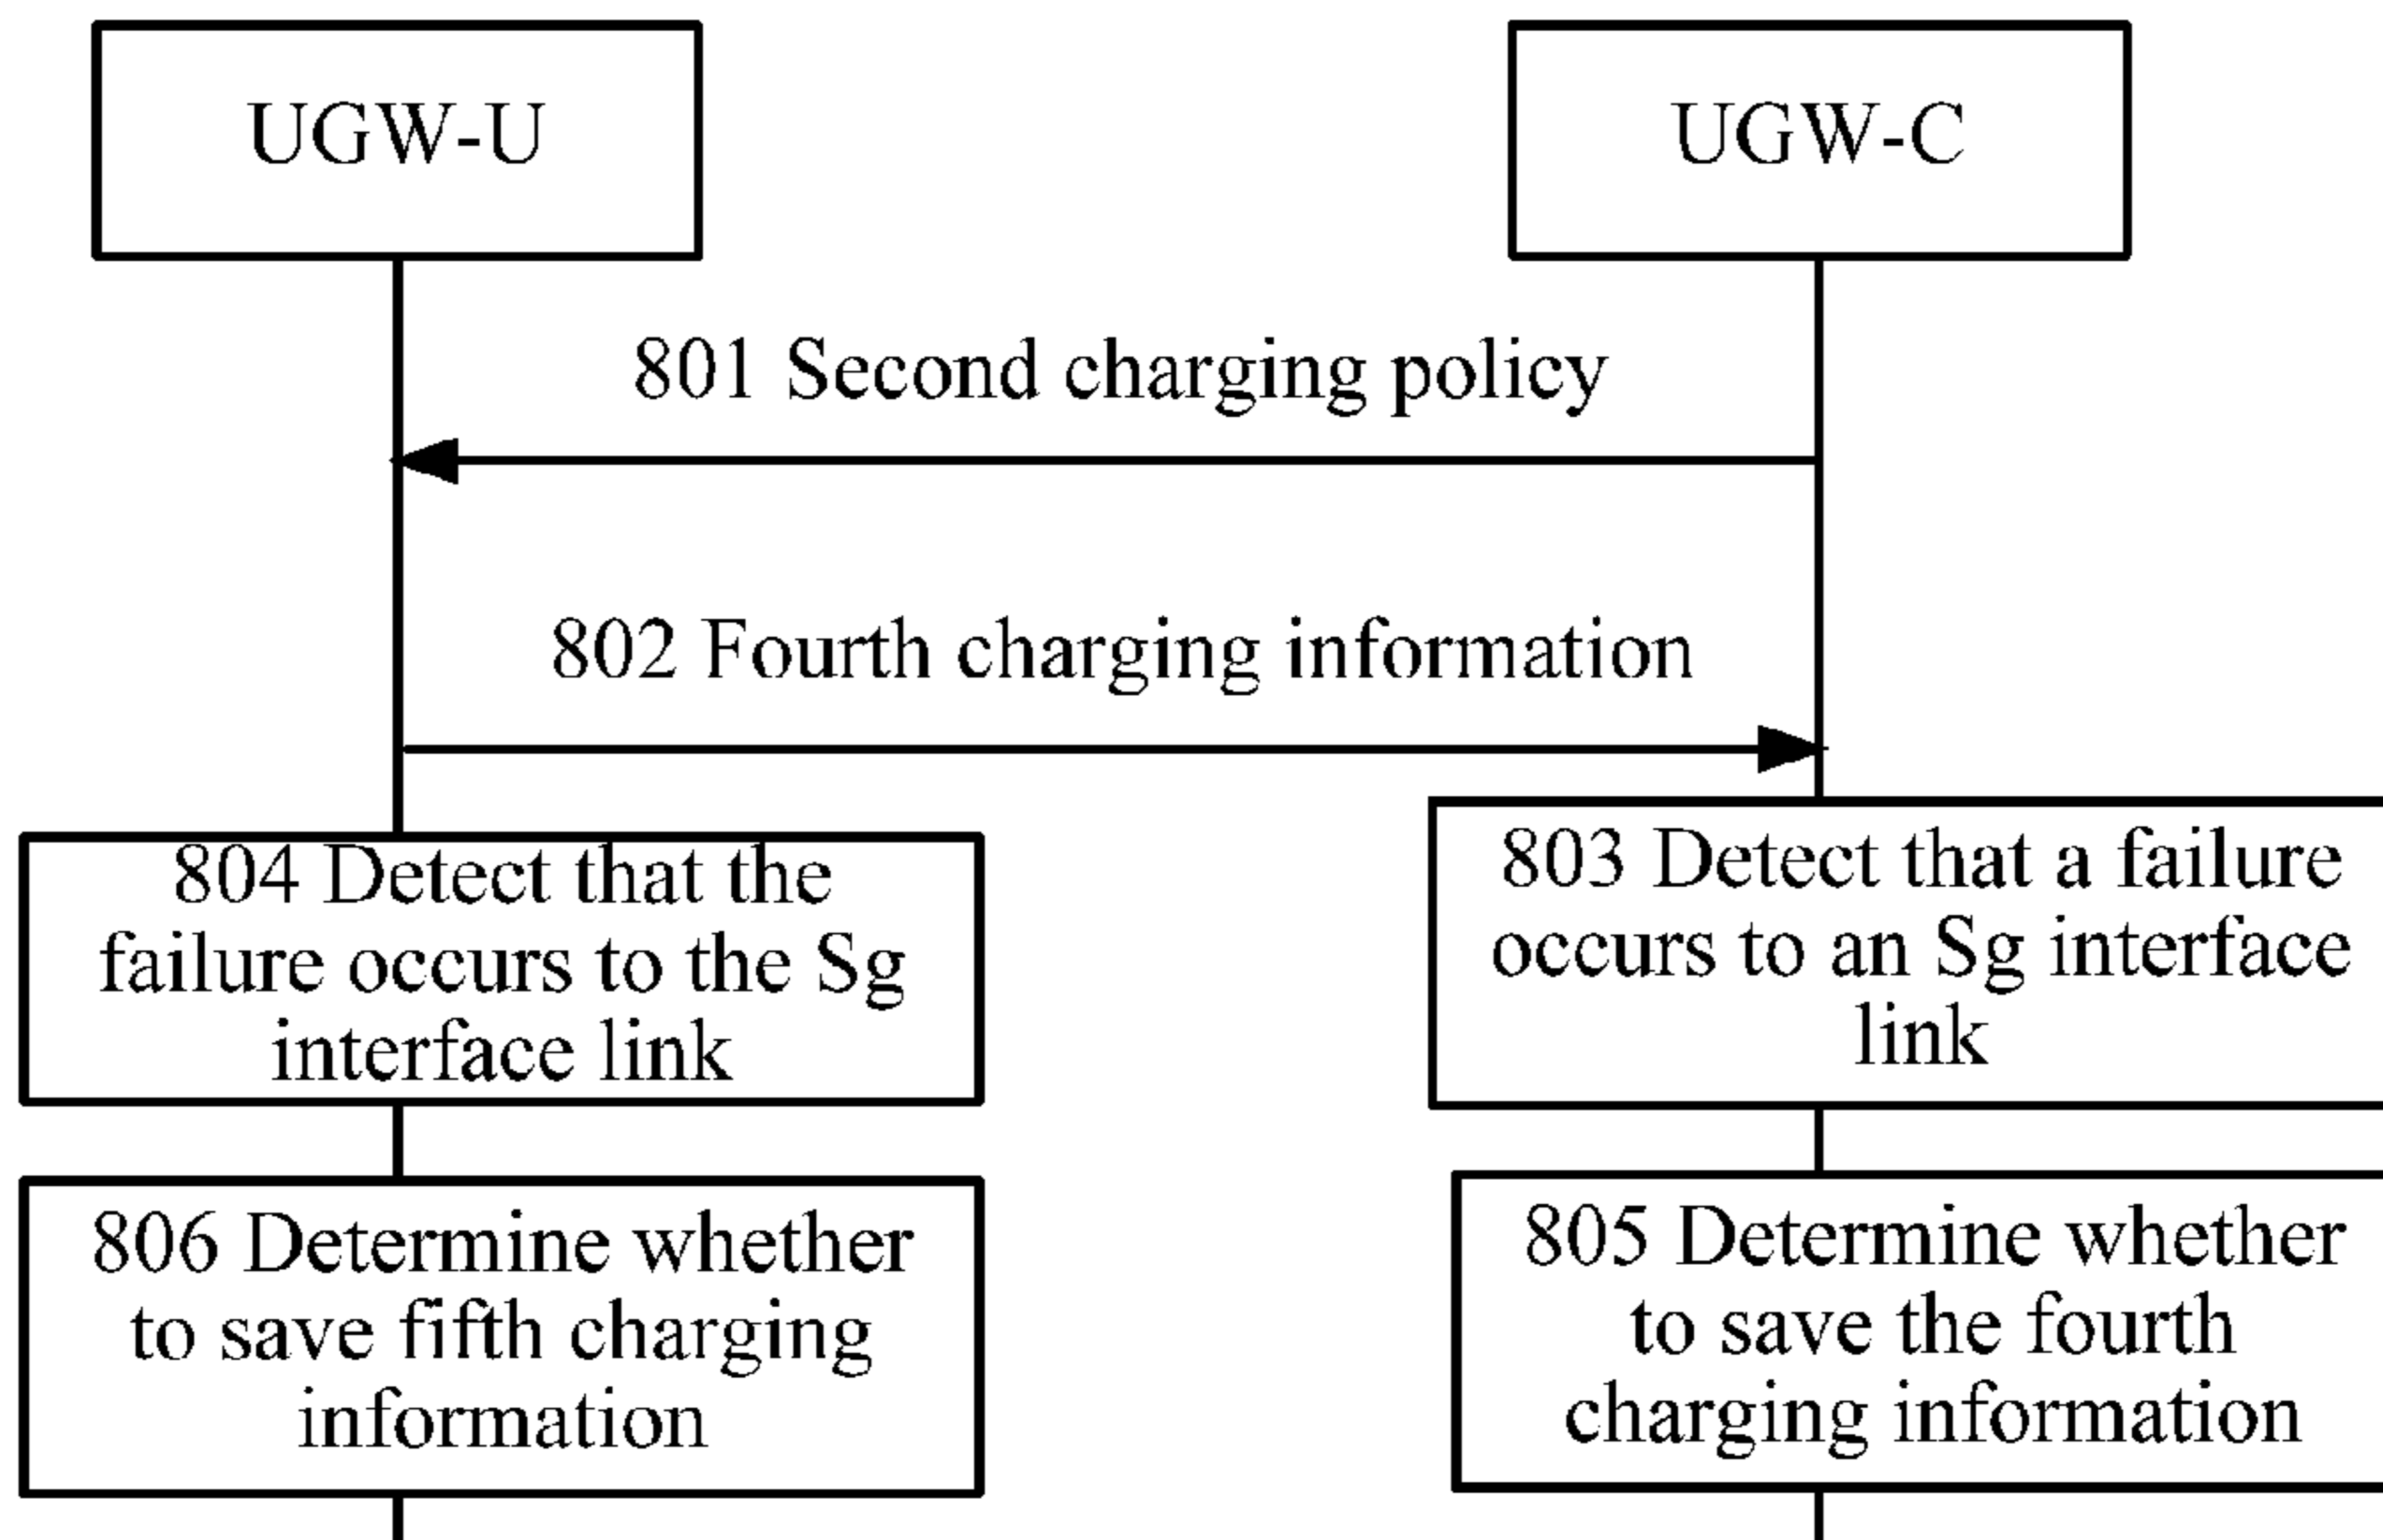 UGW-U
UGW-C
801 Second charging policy
802 Fourth charging information
804 Detect that the
failure occurs to the Sg
interface link
803 Detect that a failure
occurs to an Sg interface
link
806 Determine whether
to save fifth charging
information
805 Determine whether
to save the fourth
charging information